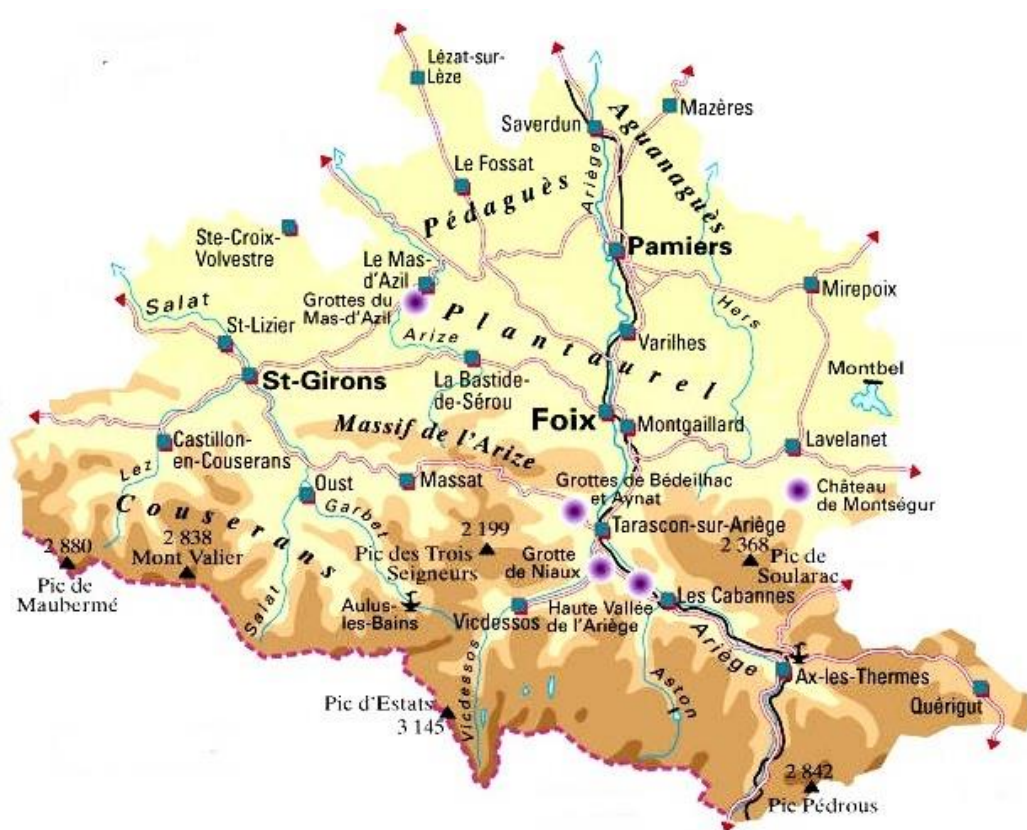 Lézat-sur-
Lèze
Mazères
Saverdun
Aguanaguès
Ariège
Le Fossat
Pédaguès
Ste-Croix-
Volvestre
Pamiers
Le Mas-
d'Azil
Mirepoix
Grottes du
Mas-d'Azil
Salat
Hers
Plantaurel
St-Lizier
Arize
Varilhes
St-Girons
La Bastide-
de-Sérou
Montbel
Foix
Montgaillard
Massif de l'Arize
Castillon-
en-Couserans
Lavelanet
Lez
Massat
Grottes de Bédeilhac
et Aynat
Château
de Montségur
Oust
Garbet
Couserans
Tarascon-sur-Ariège
2 880
Pic de
Maubermé
2 838
Mont Valier
2 199
Pic des Trois
Seigneurs
Grotte
de Niaux
2 368
Pic de
Soularac
Salat
Aulus-
les-Bains
Vicdessos
Haute Vallée
de l'Ariège
Les Cabannes
Ariège
Ax-les-Thermes
Vicdessos
Aston
Quérigut
Pic d'Estats
3 145
2 842
Pic Pédrous